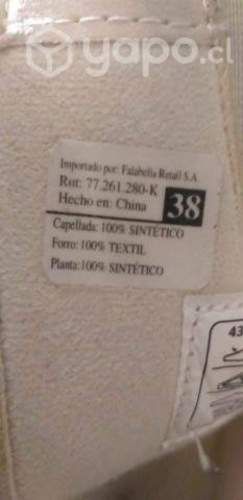 yapo.cl
Importado por: Falabella Retail S.A
Rut: 77.261.280-K
Hecho en: China
38
Capellada: 100% SINTÉTICO
Forro: 100% TEXTIL
Planta:100% SINTÉTICO
43